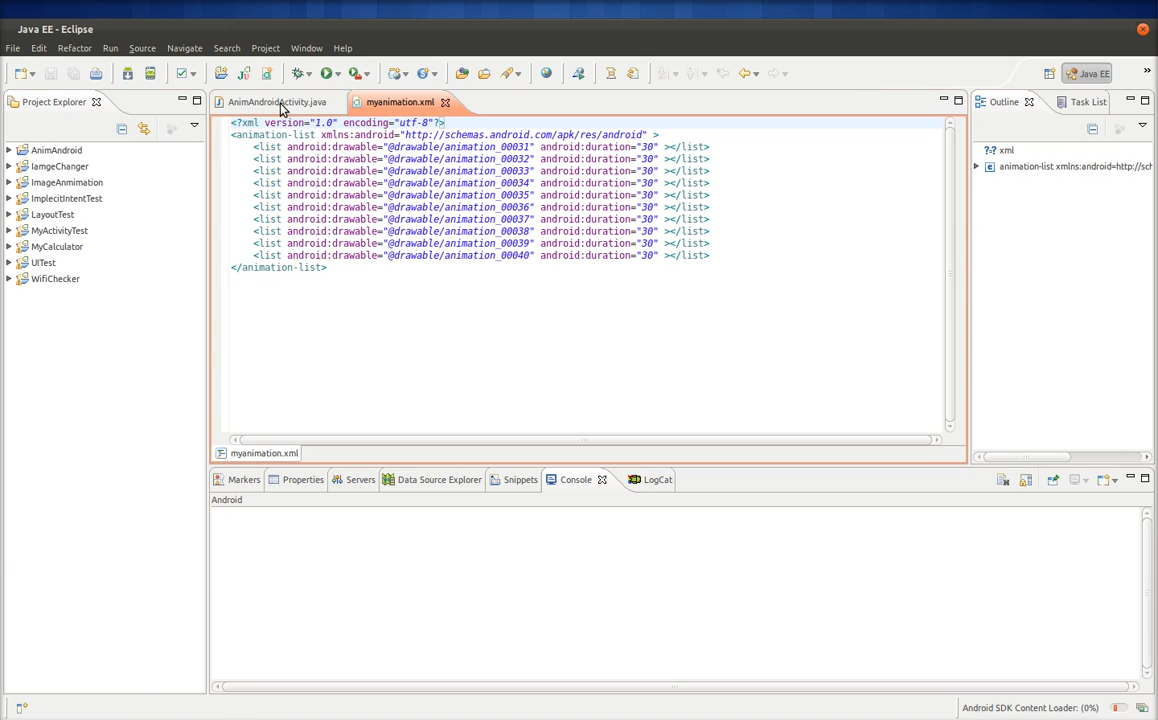 Java EE - Eclipse
File Edit Refactor Run Source Navigate Search Project Explorer Window Help
Java EE
Project Explorer
AnimAndroidActivity.java
myanimation.xml
Outline
Task List
AnimAndroid
IamgeChanger
ImageAnmimation
ImplecitIntentTest
LayoutTest
MyActivityTest
MyCalculator
UITest
WifiChecker
<?xml version="1.0" encoding="utf-8"?>
<animation-list xmlns:android="http://schemas.android.com/apk/res/android" >
<list android:drawable="@drawable/animation_00031" android:duration="30" ></list>
<list android:drawable="@drawable/animation_00032" android:duration="30" ></list>
<list android:drawable="@drawable/animation_00033" android:duration="30" ></list>
<list android:drawable="@drawable/animation_00034" android:duration="30" ></list>
<list android:drawable="@drawable/animation_00035" android:duration="30" ></list>
<list android:drawable="@drawable/animation_00036" android:duration="30" ></list>
<list android:drawable="@drawable/animation_00037" android:duration="30" ></list>
<list android:drawable="@drawable/animation_00038" android:duration="30" ></list>
<list android:drawable="@drawable/animation_00039" android:duration="30" ></list>
<list android:drawable="@drawable/animation_00040" android:duration="30" ></list>
</animation-list>
?=? xml
e animation-list xmlns:android=http://sch
myanimation.xml
Markers Properties Servers Data Source Explorer Snippets Console LogCat
Android
Android SDK Content Loader: (0%)